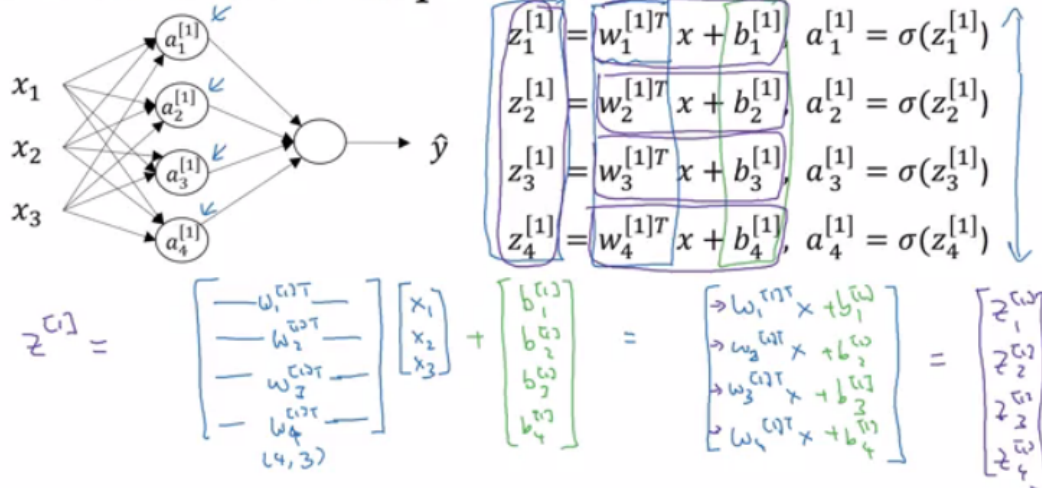 a₁^[1]
x₁
a₂^[1]
x₂
a₃^[1]
x₃
a₄^[1]
ŷ
z₁^[1] = w₁^[1]T x + b₁^[1], a₁^[1] = σ(z₁^[1])
z₂^[1] = w₂^[1]T x + b₂^[1], a₂^[1] = σ(z₂^[1])
z₃^[1] = w₃^[1]T x + b₃^[1], a₃^[1] = σ(z₃^[1])
z₄^[1] = w₄^[1]T x + b₄^[1], a₄^[1] = σ(z₄^[1])
z^[1] =
w₁^[1]T
w₂^[1]T
w₃^[1]T
w₄^[1]T
(4,3)
x₁
x₂
x₃
+
b₁^[1]
b₂^[1]
b₃^[1]
b₄^[1]
=
→ w₁^[1]T x + b₁^[1]
→ w₂^[1]T x + b₂^[1]
→ w₃^[1]T x + b₃^[1]
→ w₄^[1]T x + b₄^[1]
=
z₁^[1]
z₂^[1]
z₃^[1]
z₄^[1]